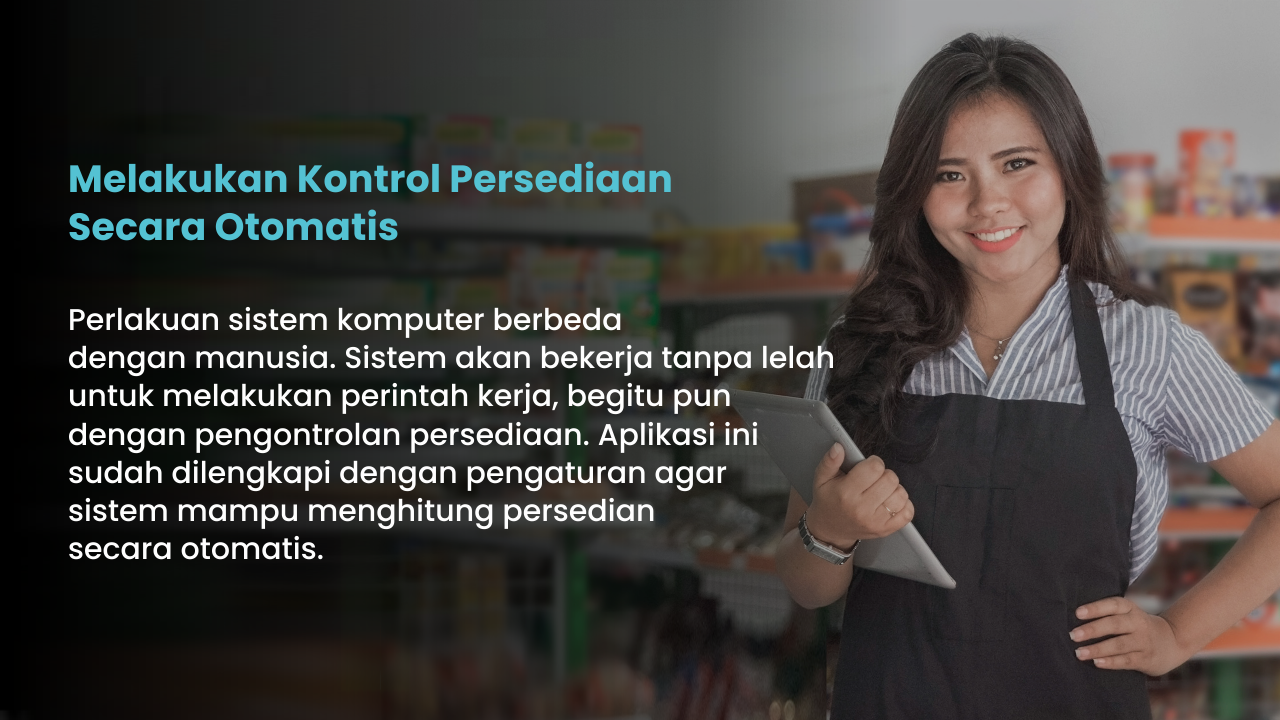 Melakukan Kontrol Persediaan
Secara Otomatis
Perlakuan sistem komputer berbeda
dengan manusia. Sistem akan bekerja tanpa lelah
untuk melakukan perintah kerja, begitu pun
dengan pengontrolan persediaan. Aplikasi ini
sudah dilengkapi dengan pengaturan agar
sistem mampu menghitung persedian
secara otomatis.